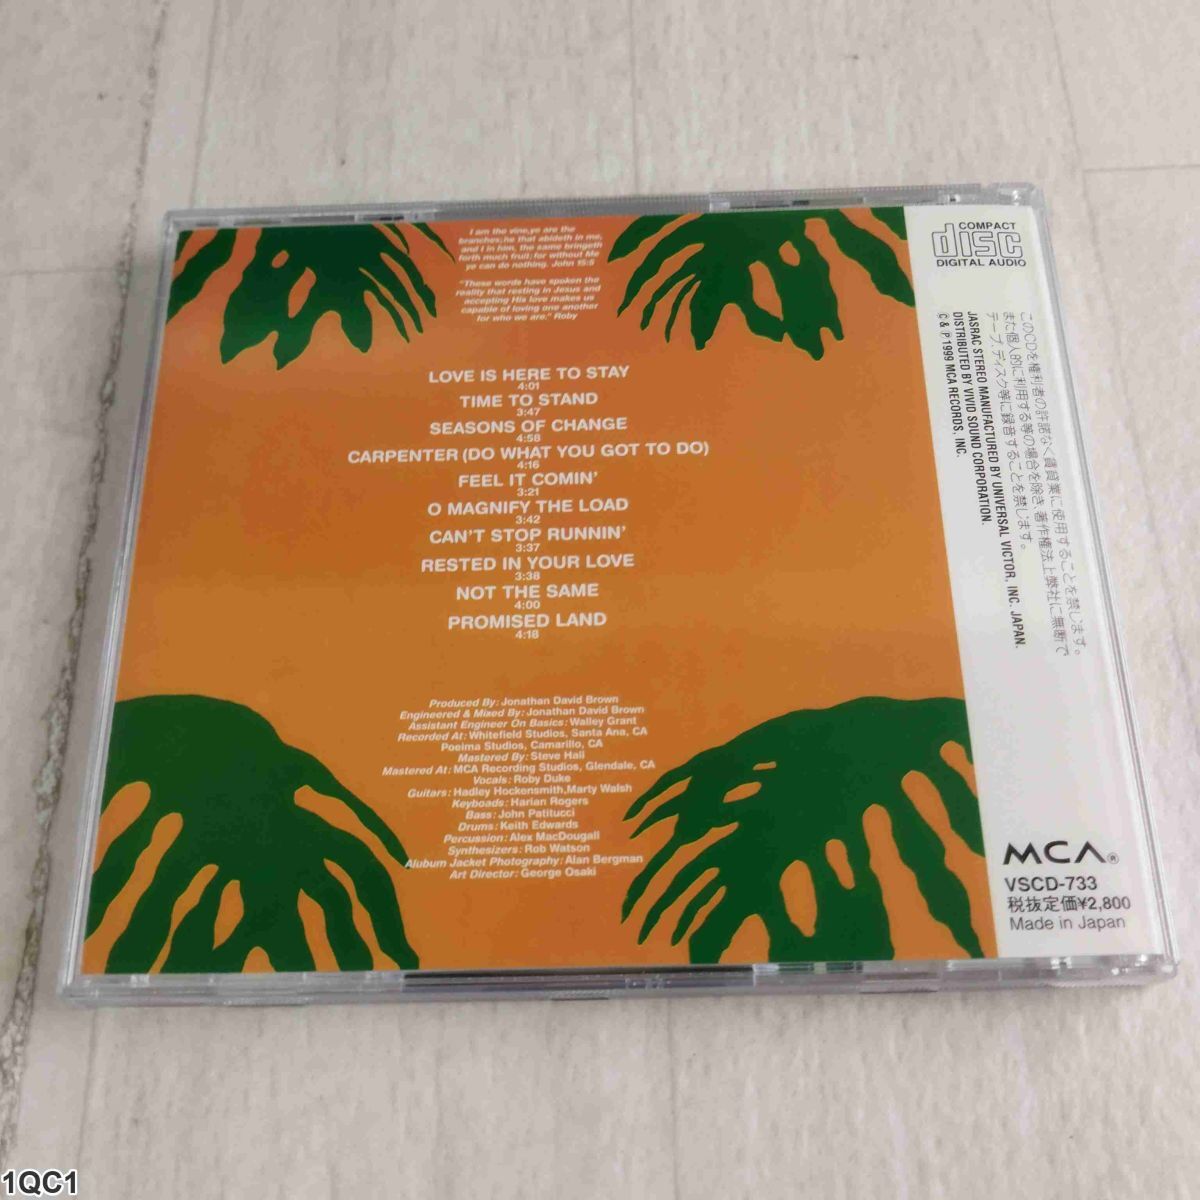 I am the vine,ye are the
branches;he that abideth in me,
and I in him, the same bringeth
forth much fruit: for without Me
ye can do nothing. John 15:5
"These words have spoken the
reality that resting in Jesus and
accepting His love makes us
capable of loving one another
for who we are." Roby
LOVE IS HERE TO STAY
4:01
TIME TO STAND
3:47
SEASONS OF CHANGE
4:58
CARPENTER (DO WHAT YOU GOT TO DO)
4:16
FEEL IT COMIN'
3:21
O MAGNIFY THE LOAD
3:42
CAN'T STOP RUNNIN'
3:37
RESTED IN YOUR LOVE
3:38
NOT THE SAME
4:00
PROMISED LAND
4:18
Produced By: Jonathan David Brown
Engineered & Mixed By: Jonathan David Brown
Assistant Engineer On Basics: Walley Grant
Recorded At: Whitefield Studios, Santa Ana, CA
Poeima Studios, Camarillo, CA
Mastered By: Steve Hall
Mastered At: MCA Recording Studios, Glendale, CA
Vocals: Roby Duke
Guitars: Hadley Hockensmith,Marty Walsh
Keyboads: Harian Rogers
Bass: John Patitucci
Drums: Keith Edwards
Percussion: Alex MacDougall
Synthesizers: Rob Watson
Alubum Jacket Photography: Alan Bergman
Art Director: George Osaki
COMPACT
disc
DIGITAL AUDIO
このCDを権利者の許諾なく賃貸業に使用することを禁じます。
また個人的に利用する等の場合を除き、著作権法上弊社に無断で
テープ、ディスク等に録音することを禁じます。
JASRAC STEREO MANUFACTURED BY UNIVERSAL VICTOR, INC. JAPAN.
DISTRIBUTED BY VIVID SOUND CORPORATION.
C & P 1999 MCA RECORDS, INC.
MCA®
VSCD-733
税抜定価¥2,800
Made in Japan
1QC1